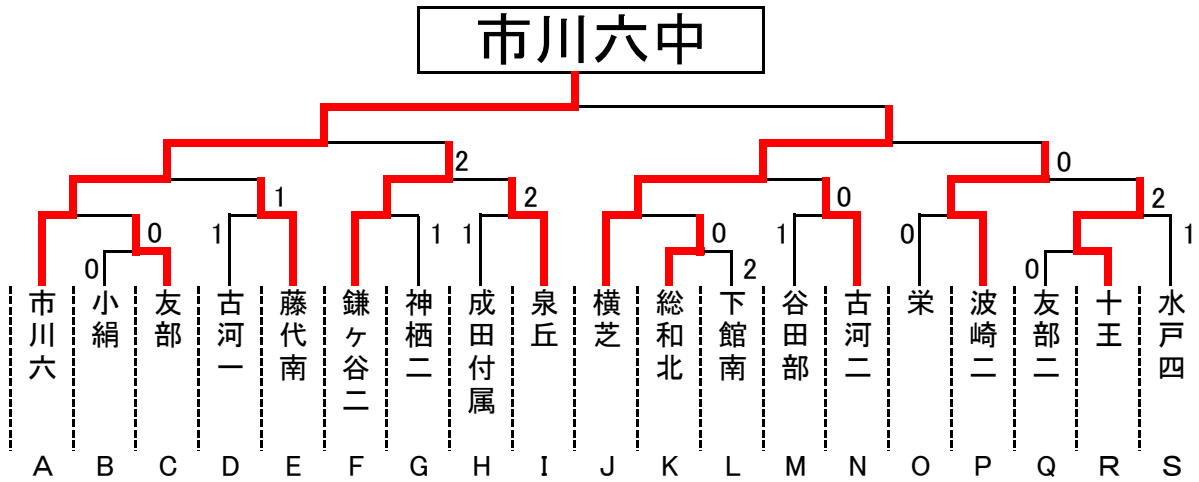 市川六中
2
0
1
2
0
2
0
1
1
1
0
1
0
1
0
2
0
市川六
小絹
友部
古河一
藤代南
鎌ヶ谷二
神栖二
成田付属
泉丘
横芝
総和北
下館南
谷田部
古河二
栄
波崎二
友部二
十王
水戸四
A B C D E F G H I J K L M N O P Q R S